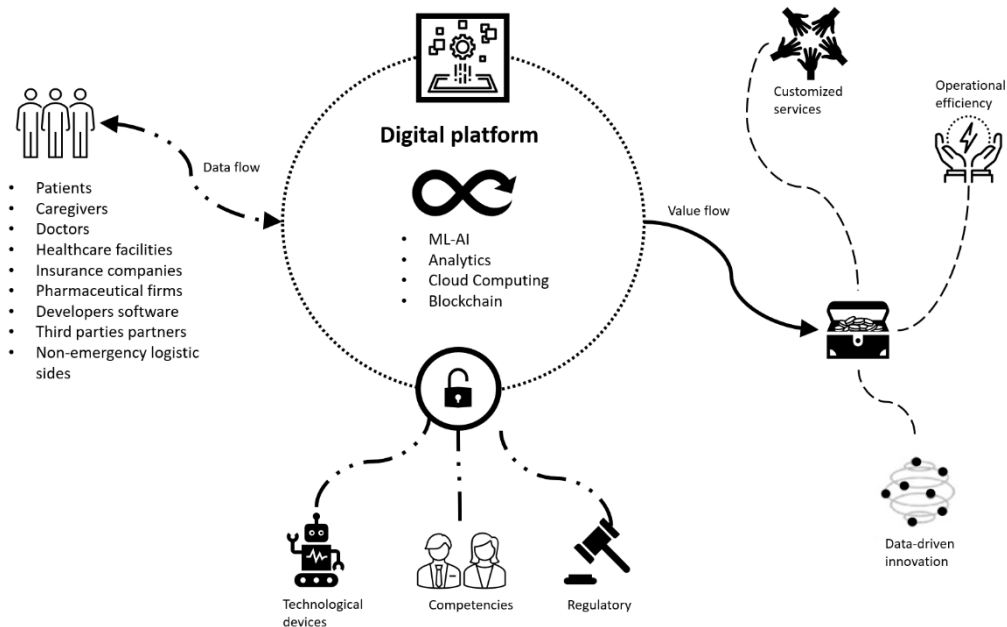 Digital platform
ML-AI
Analytics
Cloud Computing
Blockchain
Data flow
Patients
Caregivers
Doctors
Healthcare facilities
Insurance companies
Pharmaceutical firms
Developers software
Third parties partners
Non-emergency logistic
sides
Value flow
Customized
services
Operational
efficiency
Data-driven
innovation
Technological
devices
Competencies
Regulatory